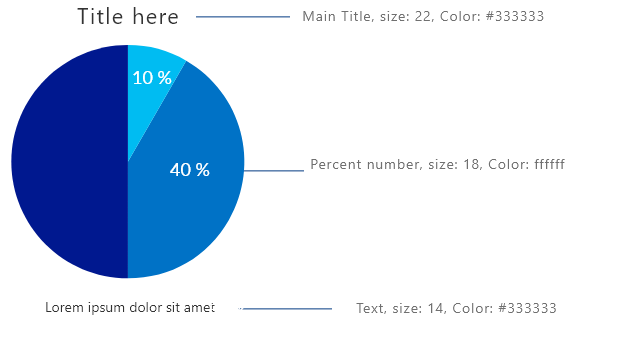 Title here
Main Title, size: 22, Color: #333333
10 %
40 %
Percent number, size: 18, Color: ffffff
Lorem ipsum dolor sit amet
Text, size: 14, Color: #333333